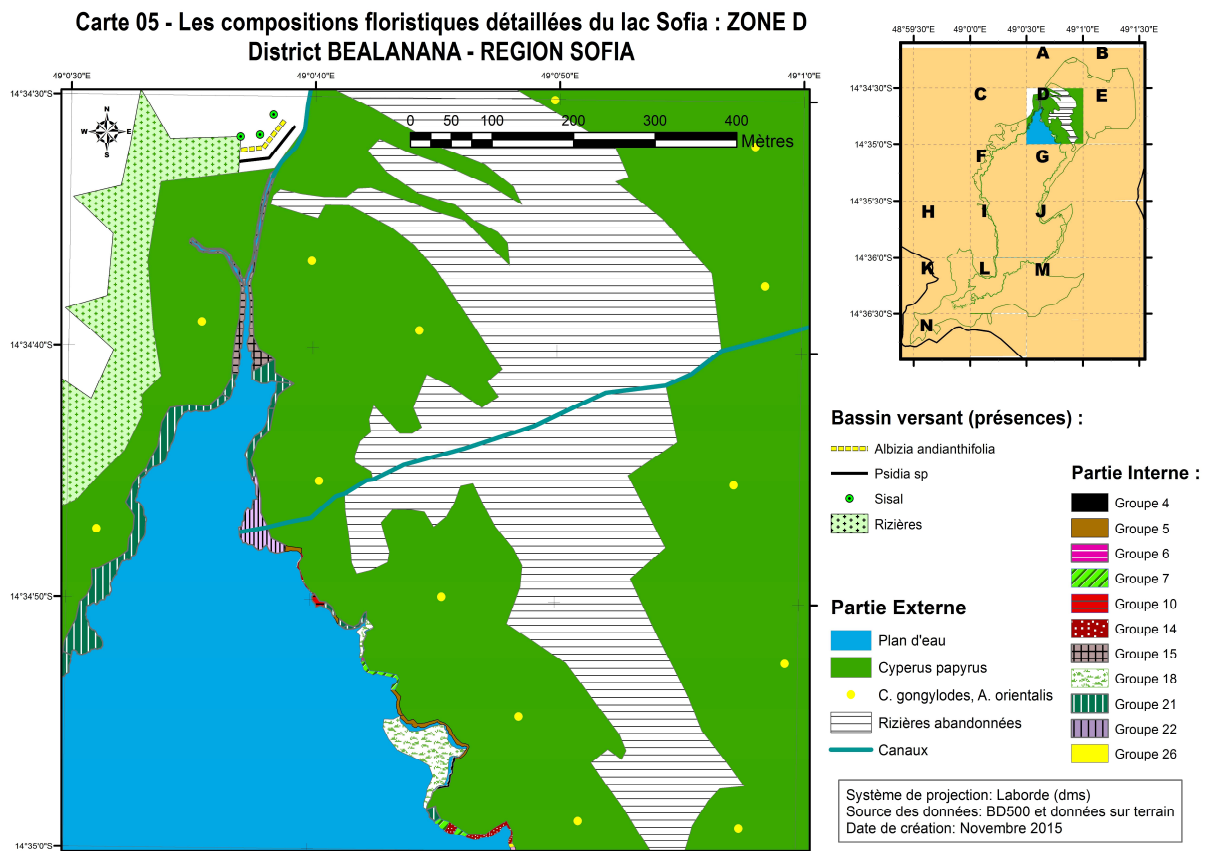 Carte 05 - Les compositions floristiques détaillées du lac Sofia : ZONE D
District BEALANANA - REGION SOFIA
49°0'30"E 49°0'40"E 49°0'50"E 49°1'0"E
14°34'30"S
14°34'40"S
14°34'50"S
14°35'0"S
N
W E
S
0 50 100 200 300 400
Mètres
48°59'30"E 49°0'0"E 49°0'30"E 49°1'0"E 49°1'30"E
14°34'30"S
14°35'0"S
14°35'30"S
14°36'0"S
14°36'30"S
A B
C D E
F G
H I J
K L M
N
Bassin versant (présences) :
Albizia andianthifolia
Psidia sp
Sisal
Rizières
Partie Externe
Plan d'eau
Cyperus papyrus
C. gongylodes, A. orientalis
Rizières abandonnées
Canaux
Partie Interne :
Groupe 4
Groupe 5
Groupe 6
Groupe 7
Groupe 10
Groupe 14
Groupe 15
Groupe 18
Groupe 21
Groupe 22
Groupe 26
Système de projection: Laborde (dms)
Source des données: BD500 et données sur terrain
Date de création: Novembre 2015